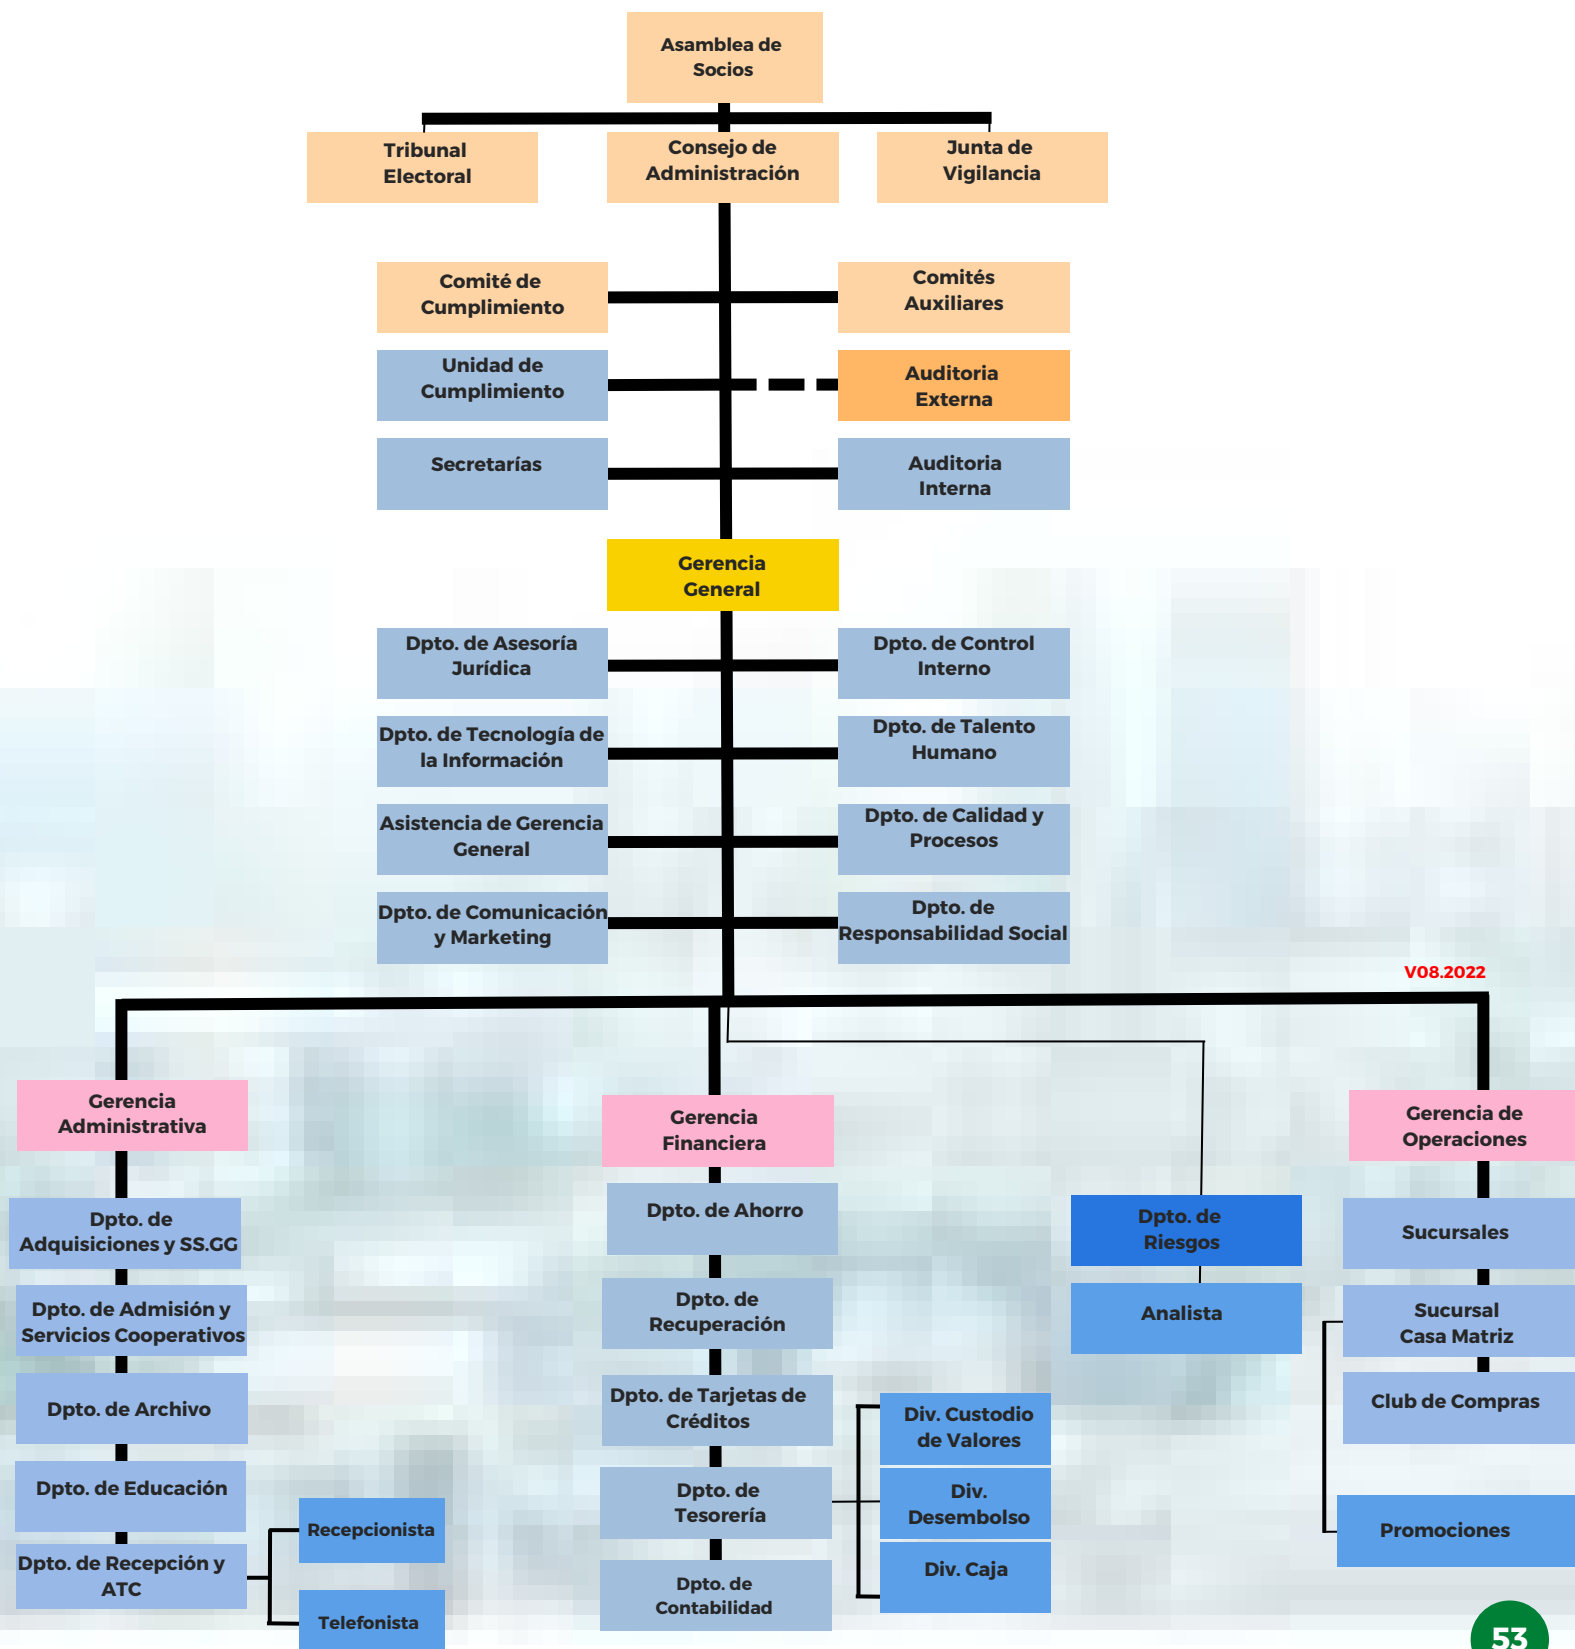 Asamblea de
Socios
Tribunal
Electoral
Consejo de
Administración
Junta de
Vigilancia
Comité de
Cumplimiento
Comités
Auxiliares
Unidad de
Cumplimiento
Auditoria
Externa
Secretarías
Auditoria
Interna
Gerencia
General
Dpto. de Asesoría
Jurídica
Dpto. de Control
Interno
Dpto. de Tecnología de
la Información
Dpto. de Talento
Humano
Asistencia de Gerencia
General
Dpto. de Calidad y
Procesos
Dpto. de Comunicación
y Marketing
Dpto. de
Responsabilidad Social
V08.2022
Gerencia
Administrativa
Dpto. de
Adquisiciones y SS.GG
Dpto. de Admisión y
Servicios Cooperativos
Dpto. de Archivo
Dpto. de Educación
Dpto. de Recepción y
ATC
Recepcionista
Telefonista
Gerencia
Financiera
Dpto. de Ahorro
Dpto. de
Recuperación
Dpto. de Tarjetas de
Créditos
Dpto. de
Tesorería
Dpto. de
Contabilidad
Div. Custodio
de Valores
Div.
Desembolso
Div. Caja
Dpto. de
Riesgos
Analista
Gerencia de
Operaciones
Sucursales
Sucursal
Casa Matriz
Club de Compras
Promociones
53